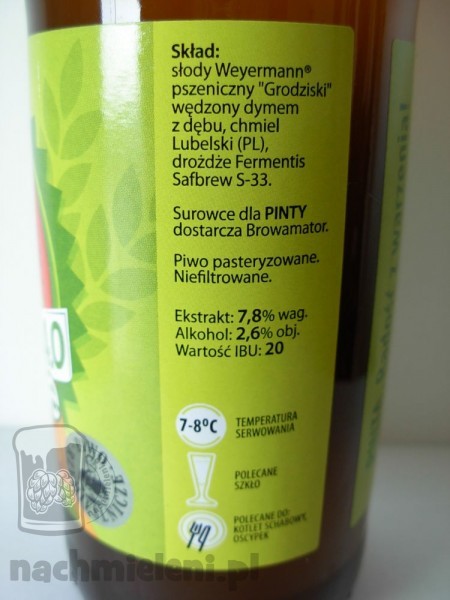 Skład:
słody Weyermann®
pszeniczny "Grodziski"
wędzony dymem
z dębu, chmiel
Lubelski (PL),
drożdże Fermentis
Safbrew S-33.
Surowce dla PINTY
dostarcza Browamator.
Piwo pasteryzowane.
Niefiltrowane.
Ekstrakt: 7,8% wag.
Alkohol: 2,6% obj.
Wartość IBU: 20
7-8ºC
TEMPERATURA
SERWOWANIA
POLECANE
SZKŁO
POLECANE DO:
KOTLET SCHABOWY,
OSCYPEK
nachmieleni.pl